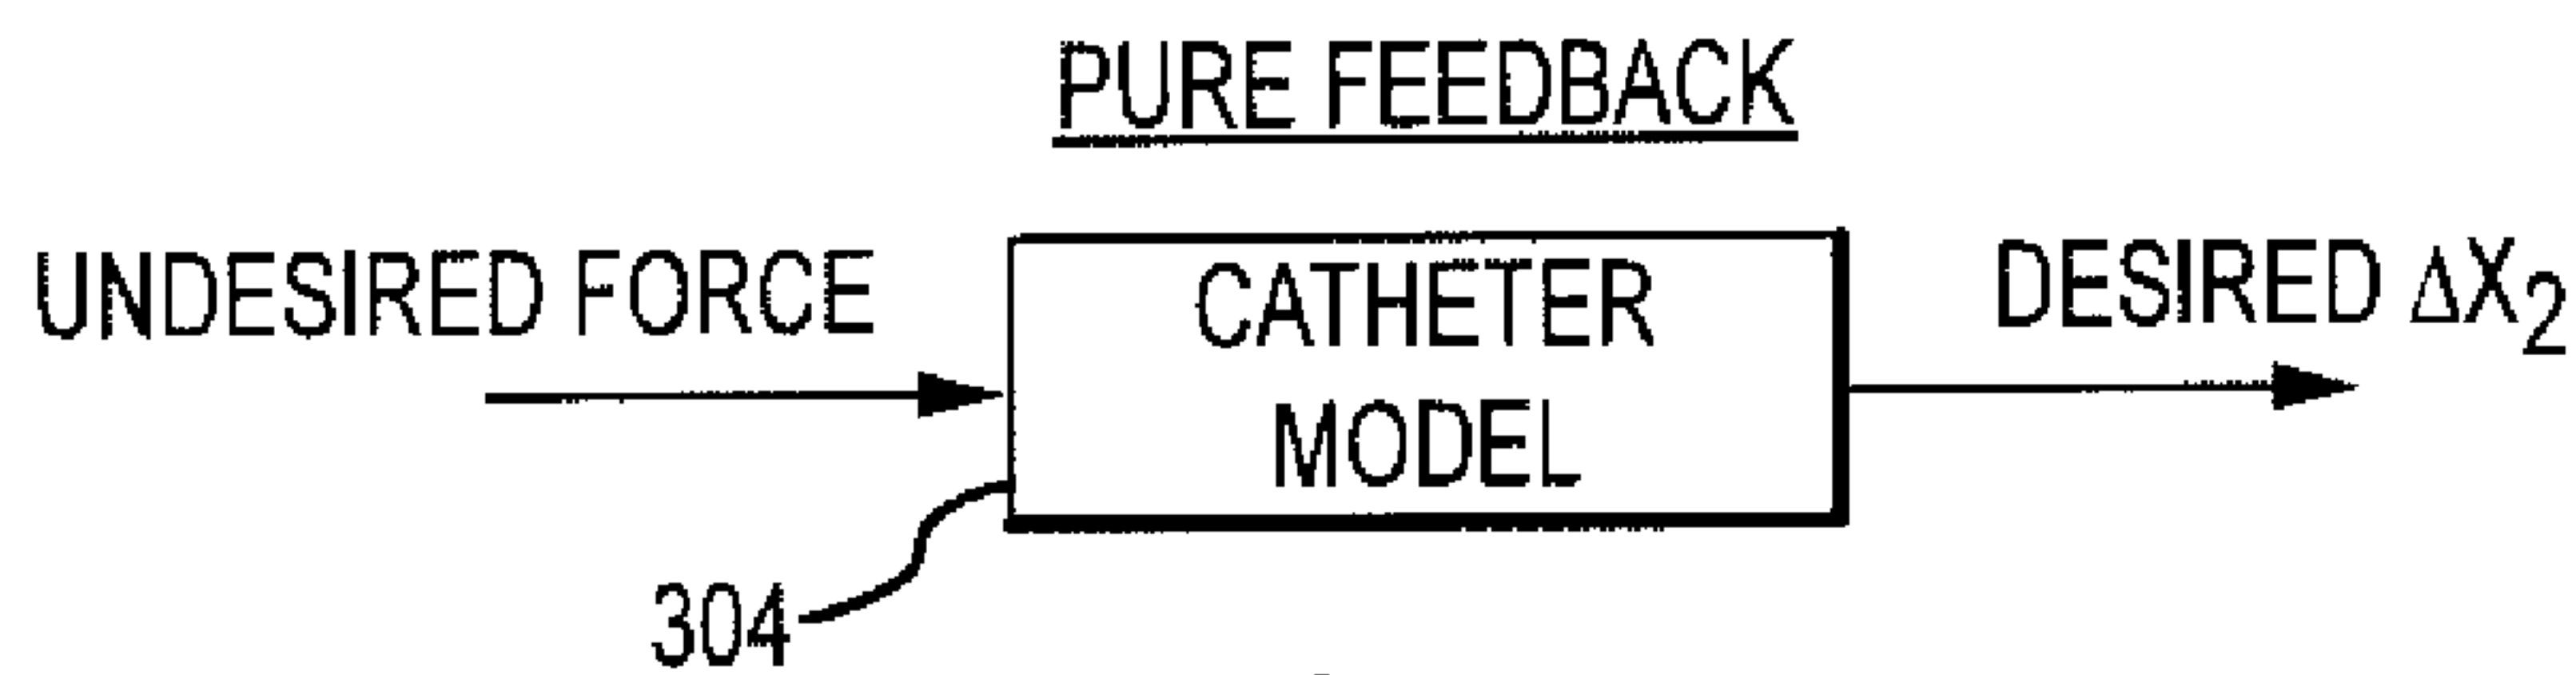 PURE FEEDBACK
UNDESIRED FORCE
CATHETER
MODEL
DESIRED ΔX₂
304